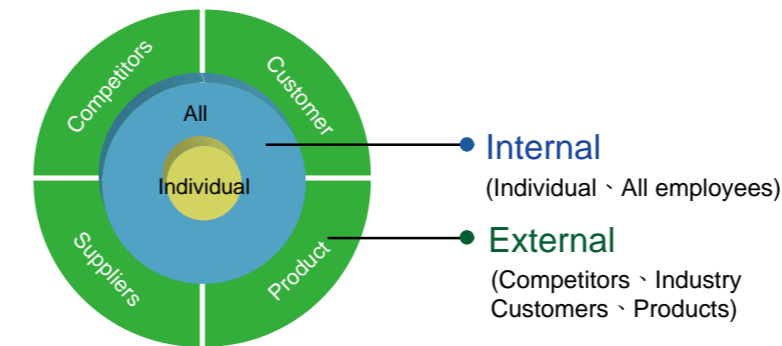 Competitors
Customer
All
Individual
Suppliers
Product
Internal
(Individual、All employees)
External
(Competitors、Industry
Customers、Products)